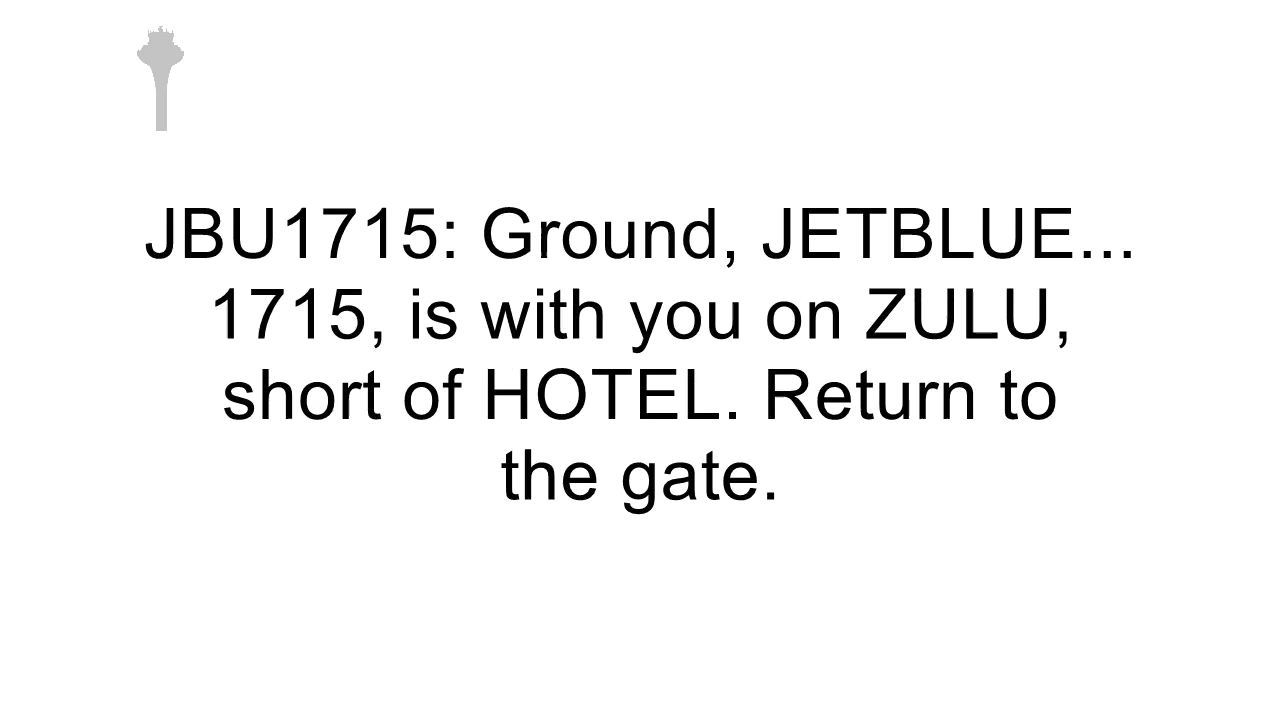 JBU1715: Ground, JETBLUE...
1715, is with you on ZULU,
short of HOTEL. Return to
the gate.